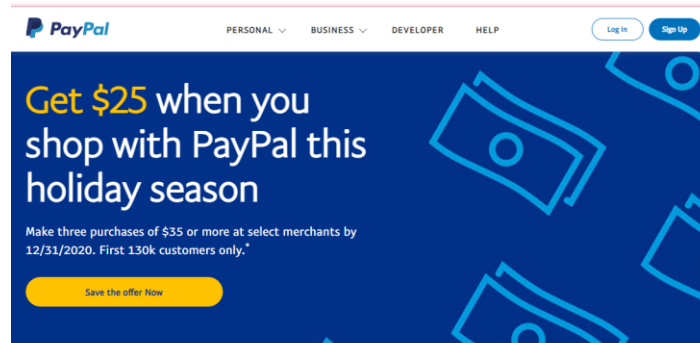 PayPal PERSONAL BUSINESS DEVELOPER HELP Log In Sign Up
Get $25 when you
shop with PayPal this
holiday season
Make three purchases of $35 or more at select merchants by
12/31/2020. First 130k customers only.*
Save the offer Now